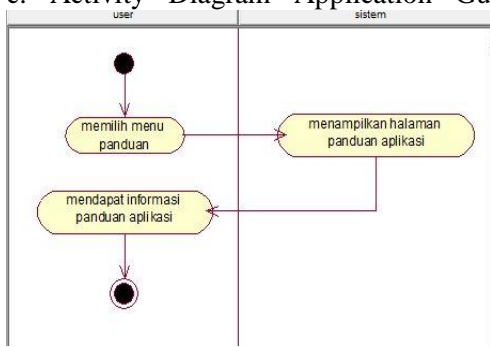 c. Activity Diagram Application Gu
user
sistem
memilih menu
panduan
menampilkan halaman
panduan aplikasi
mendapat informasi
panduan aplikasi